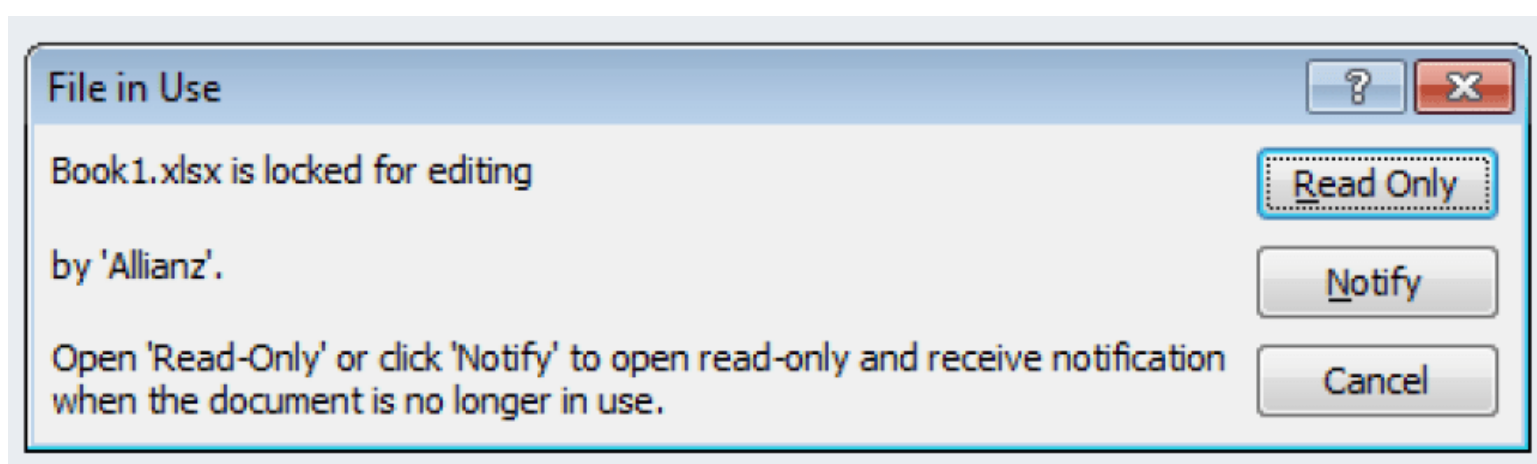 File in Use
Book1.xlsx is locked for editing
Read Only
by 'Allianz'.
Notify
Open 'Read-Only' or click 'Notify' to open read-only and receive notification
when the document is no longer in use.
Cancel